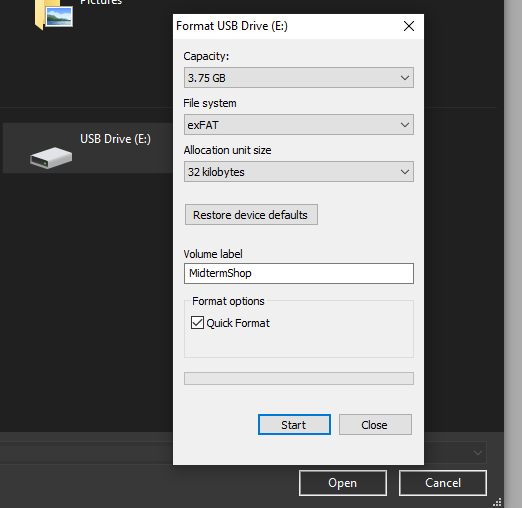 Pictures
USB Drive (E:)
Format USB Drive (E:)
Capacity:
3.75 GB
File system
exFAT
Allocation unit size
32 kilobytes
Restore device defaults
Volume label
MidtermShop
Format options
Quick Format
Start Close
Open Cancel